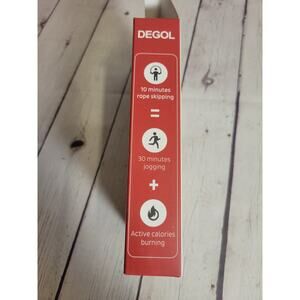 DEGOL
10 minutes
rope skipping
=
30 minutes
jogging
+
Active calories
burning